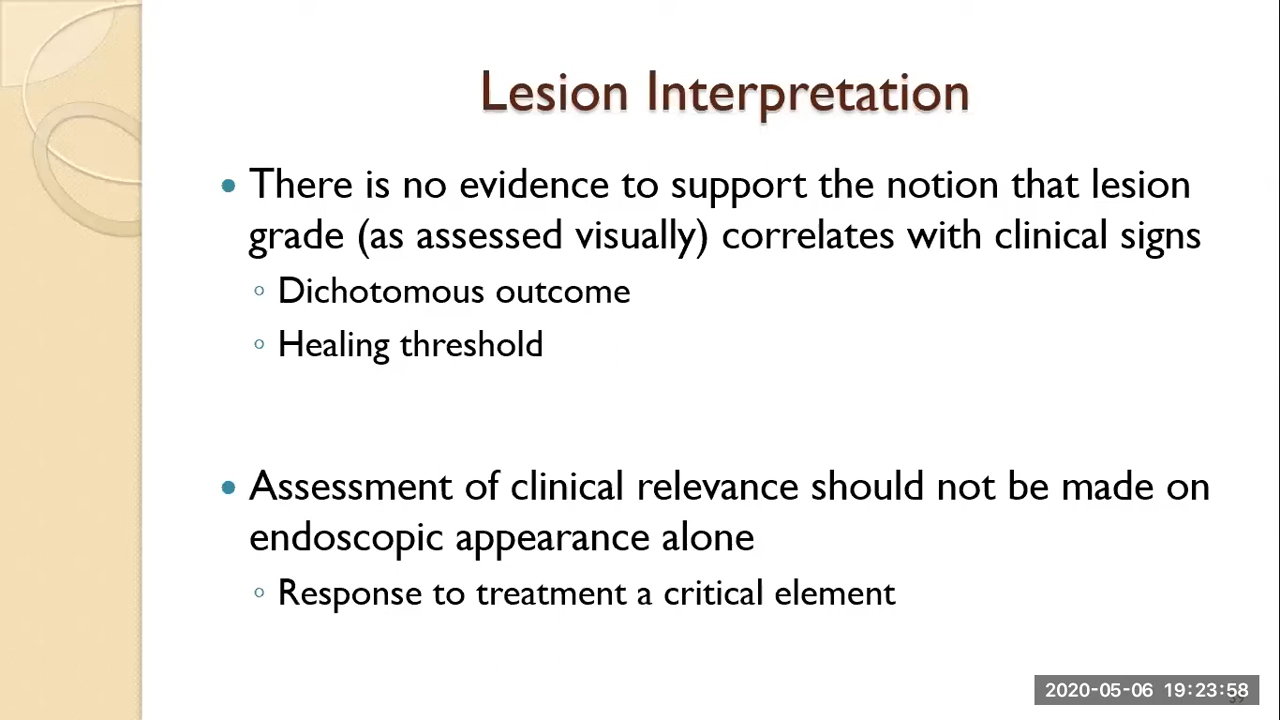 Lesion Interpretation
• There is no evidence to support the notion that lesion
grade (as assessed visually) correlates with clinical signs
◦ Dichotomous outcome
◦ Healing threshold
• Assessment of clinical relevance should not be made on
endoscopic appearance alone
◦ Response to treatment a critical element
2020-05-06 19:23:58